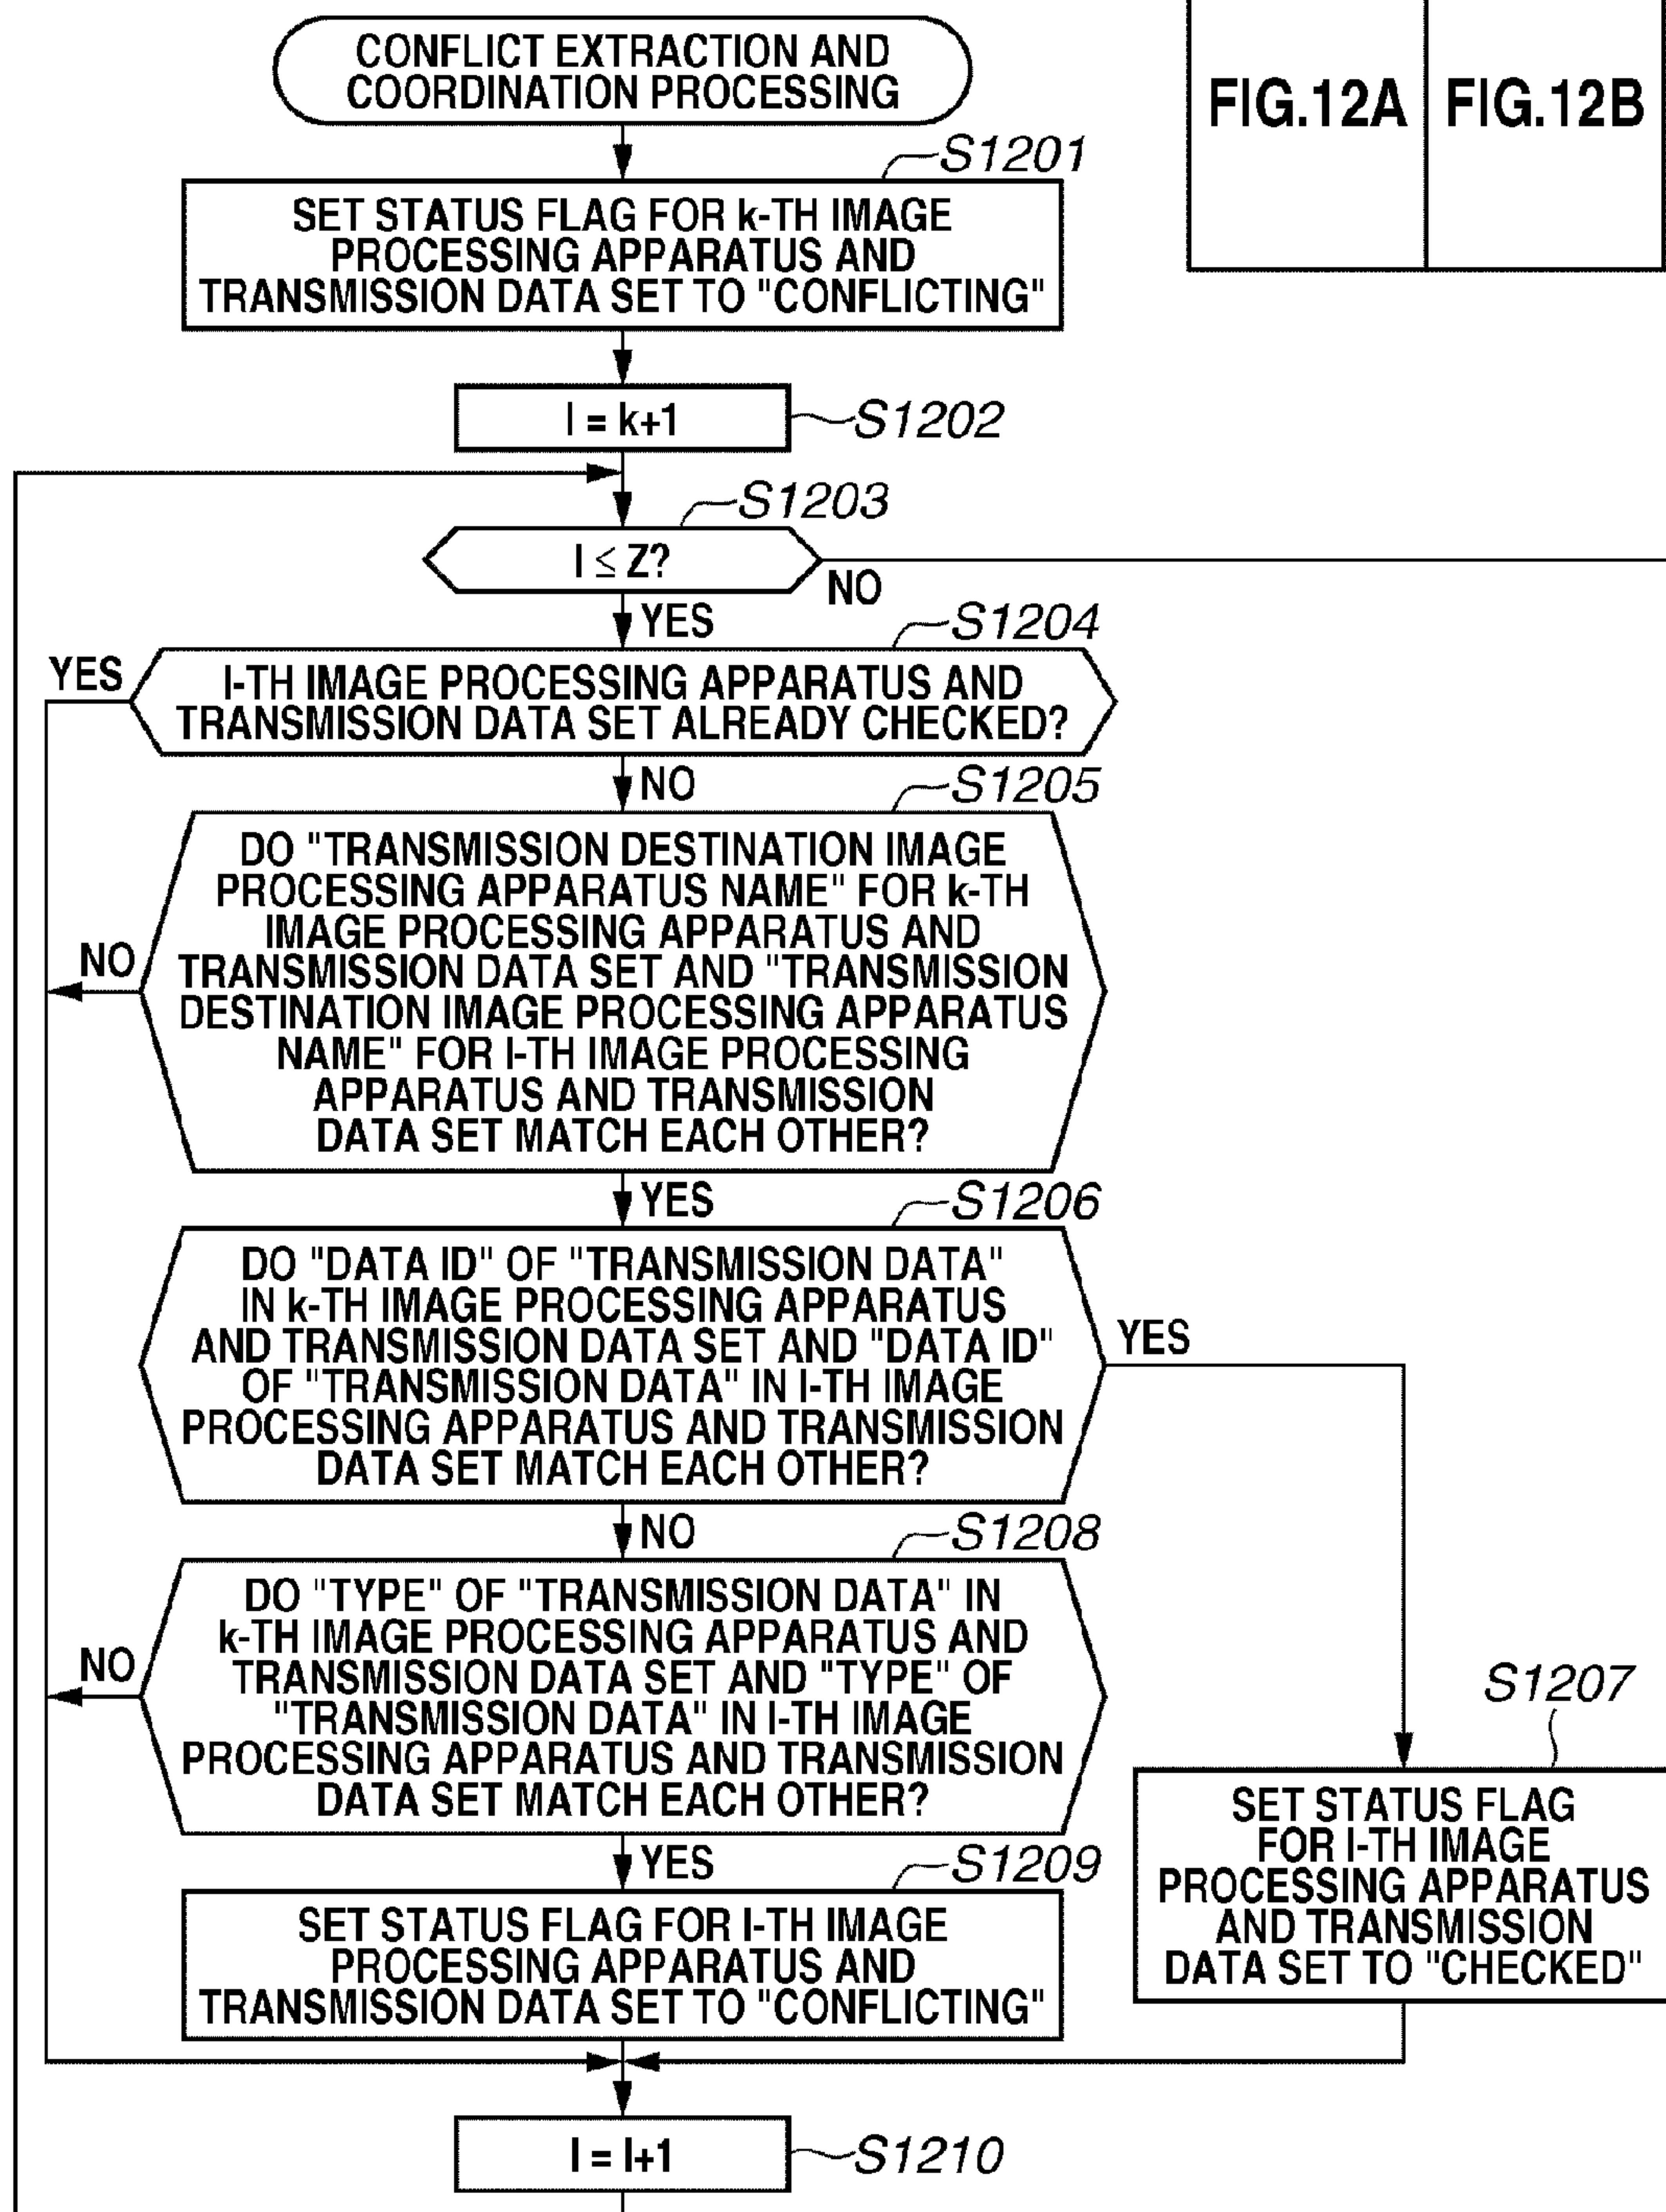 CONFLICT EXTRACTION AND
COORDINATION PROCESSING
FIG.12A
FIG.12B
S1201
SET STATUS FLAG FOR k-TH IMAGE
PROCESSING APPARATUS AND
TRANSMISSION DATA SET TO "CONFLICTING"
l = k+1
S1202
S1203
l ≤ Z?
NO
YES
S1204
YES
l-TH IMAGE PROCESSING APPARATUS AND
TRANSMISSION DATA SET ALREADY CHECKED?
NO
S1205
DO "TRANSMISSION DESTINATION IMAGE
PROCESSING APPARATUS NAME" FOR k-TH
IMAGE PROCESSING APPARATUS AND
TRANSMISSION DATA SET AND "TRANSMISSION
DESTINATION IMAGE PROCESSING APPARATUS
NAME" FOR l-TH IMAGE PROCESSING
APPARATUS AND TRANSMISSION
DATA SET MATCH EACH OTHER?
NO
YES
S1206
DO "DATA ID" OF "TRANSMISSION DATA"
IN k-TH IMAGE PROCESSING APPARATUS
AND TRANSMISSION DATA SET AND "DATA ID"
OF "TRANSMISSION DATA" IN l-TH IMAGE
PROCESSING APPARATUS AND TRANSMISSION
DATA SET MATCH EACH OTHER?
YES
NO
S1208
DO "TYPE" OF "TRANSMISSION DATA" IN
k-TH IMAGE PROCESSING APPARATUS AND
TRANSMISSION DATA SET AND "TYPE" OF
"TRANSMISSION DATA" IN l-TH IMAGE
PROCESSING APPARATUS AND TRANSMISSION
DATA SET MATCH EACH OTHER?
NO
S1207
SET STATUS FLAG
FOR l-TH IMAGE
PROCESSING APPARATUS
AND TRANSMISSION
DATA SET TO "CHECKED"
YES
S1209
SET STATUS FLAG FOR l-TH IMAGE
PROCESSING APPARATUS AND
TRANSMISSION DATA SET TO "CONFLICTING"
l = l+1
S1210